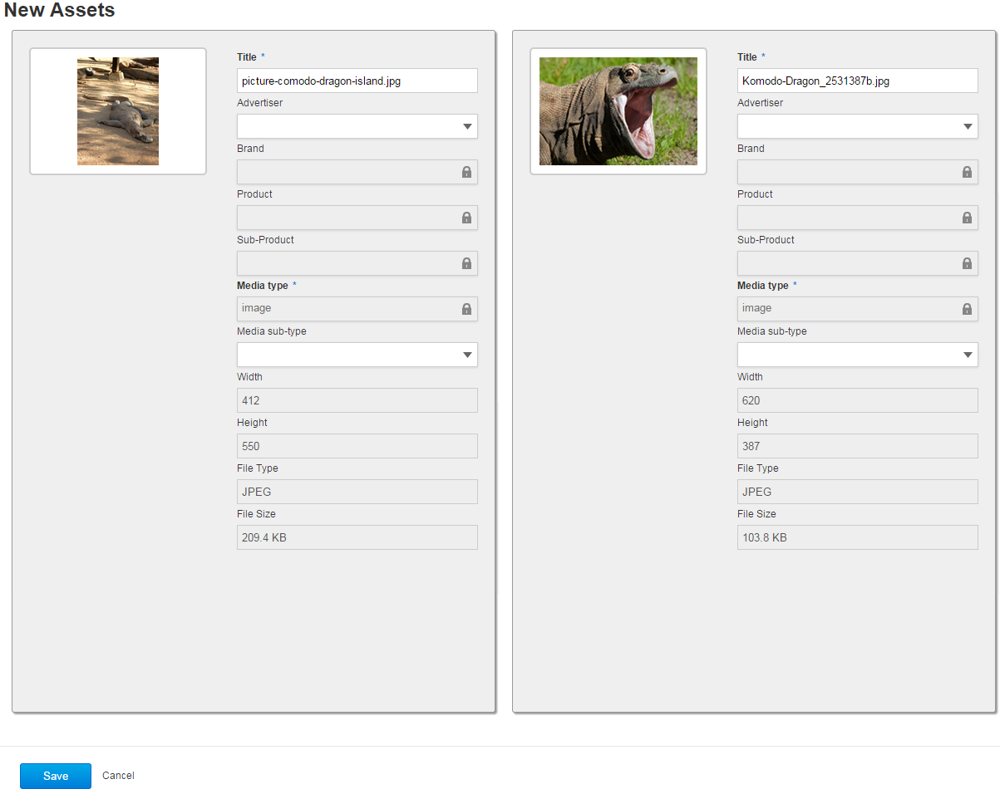 New Assets
Title *
picture-comodo-dragon-island.jpg
Advertiser
Brand
Product
Sub-Product
Media type *
image
Media sub-type
Width
412
Height
550
File Type
JPEG
File Size
209.4 KB
Title *
Komodo-Dragon_2531387b.jpg
Advertiser
Brand
Product
Sub-Product
Media type *
image
Media sub-type
Width
620
Height
387
File Type
JPEG
File Size
103.8 KB
Save Cancel